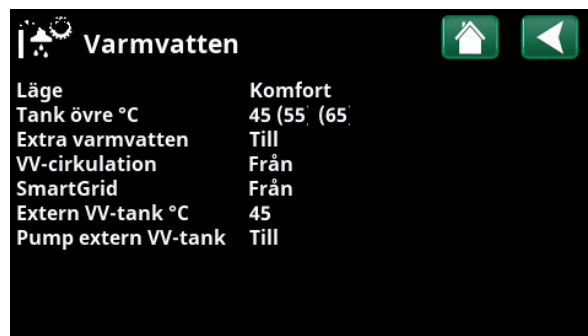 Varmvatten
Läge Komfort
Tank övre °C 45 (55) (65)
Extra varmvatten Till
VV-cirkulation Från
SmartGrid Från
Extern VV-tank °C 45
Pump extern VV-tank Till